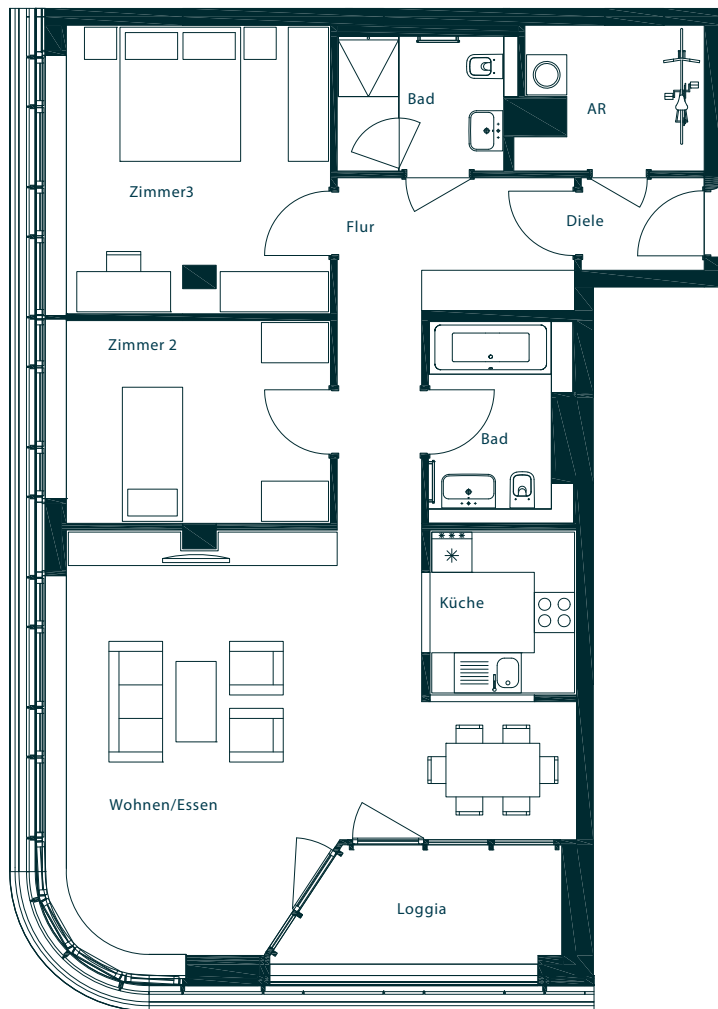 Bad
AR
Zimmer3
Flur
Diele
Zimmer 2
Bad
Küche
Wohnen/Essen
Loggia